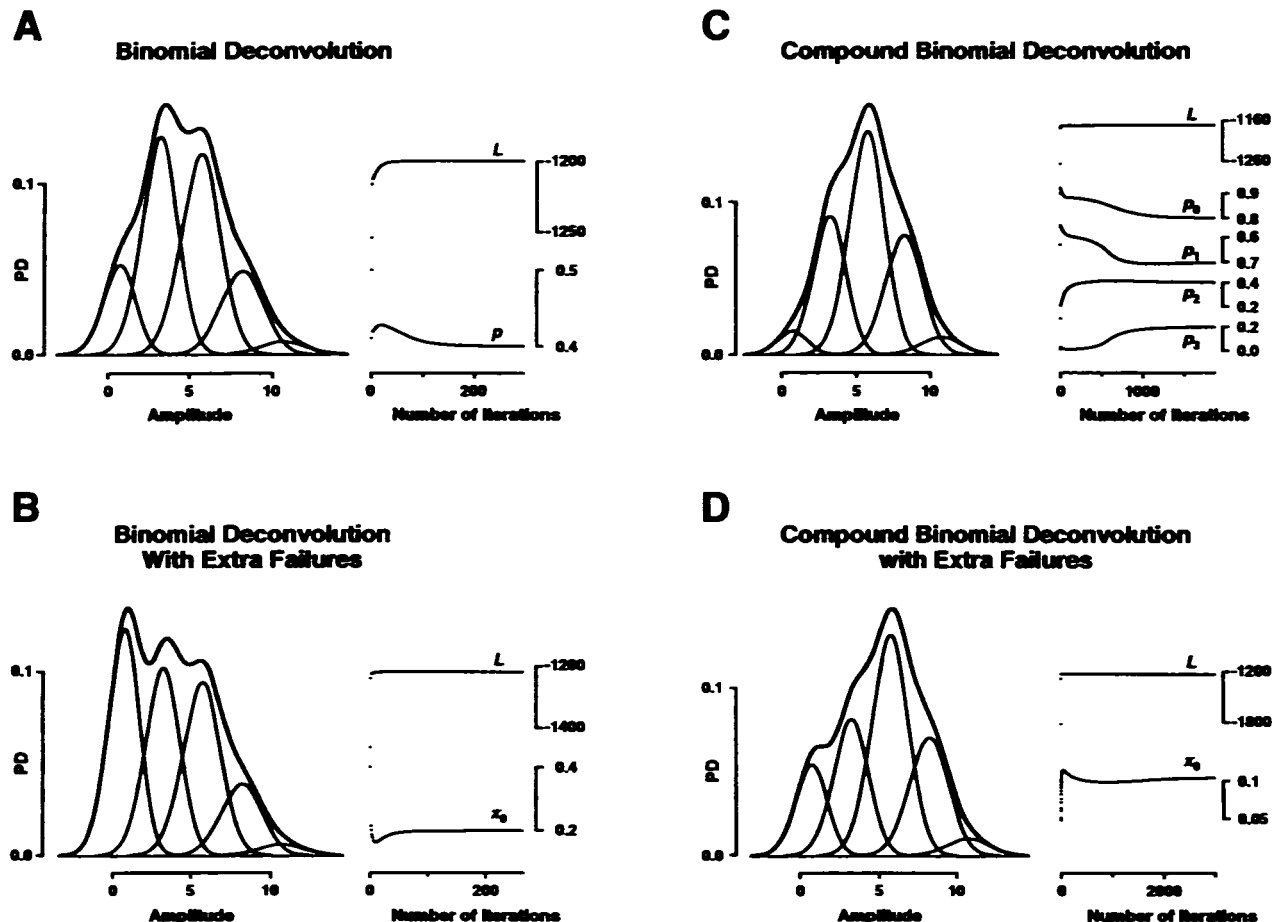 A
Binomial Deconvolution
0.1
PD
0.0
0 5 10
Amplitude
L
-1200
-1250
0.5
p
0.4
0 200
Number of Iterations
C
Compound Binomial Deconvolution
0.1
PD
0.0
0 5 10
Amplitude
L
-1160
-1260
p0
0.9
0.8
p1
0.6
0.7
p2
0.4
0.2
p3
0.2
0.0
0 1000
Number of Iterations
B
Binomial Deconvolution
With Extra Failures
0.1
PD
0.0
0 5 10
Amplitude
L
-1400
0.4
π0
0.2
0 200
Number of Iterations
D
Compound Binomial Deconvolution
with Extra Failures
0.1
PD
0.0
0 5 10
Amplitude
L
-1200
-1800
π0
0.1
0.05
0 2000
Number of Iterations